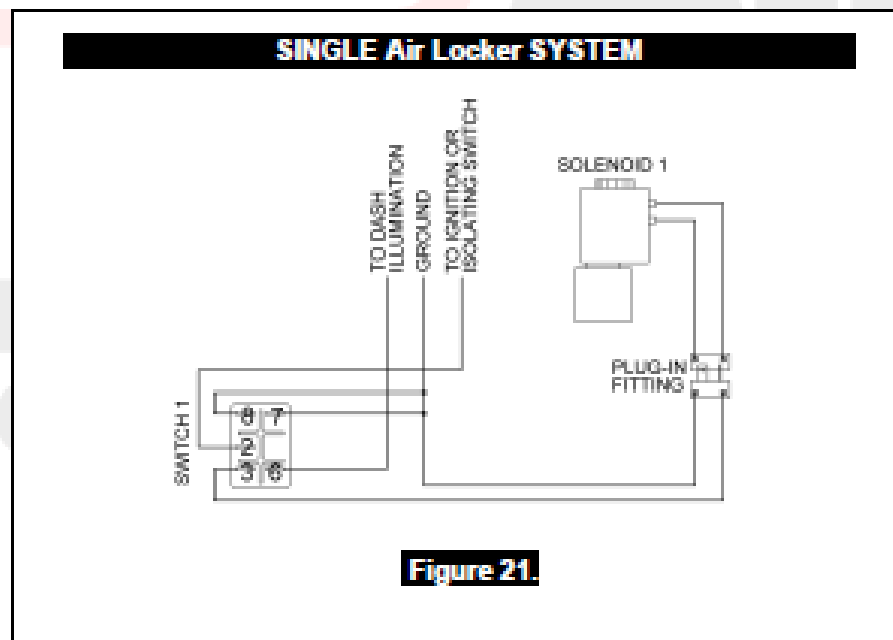 SINGLE Air Locker SYSTEM
TO DASH
ILLUMINATION
GROUND
TO IGNITION OR
ISOLATING SWITCH
SOLENOID 1
PLUG-IN
FITTING
SWITCH 1
8 7
2
3 6
Figure 21.